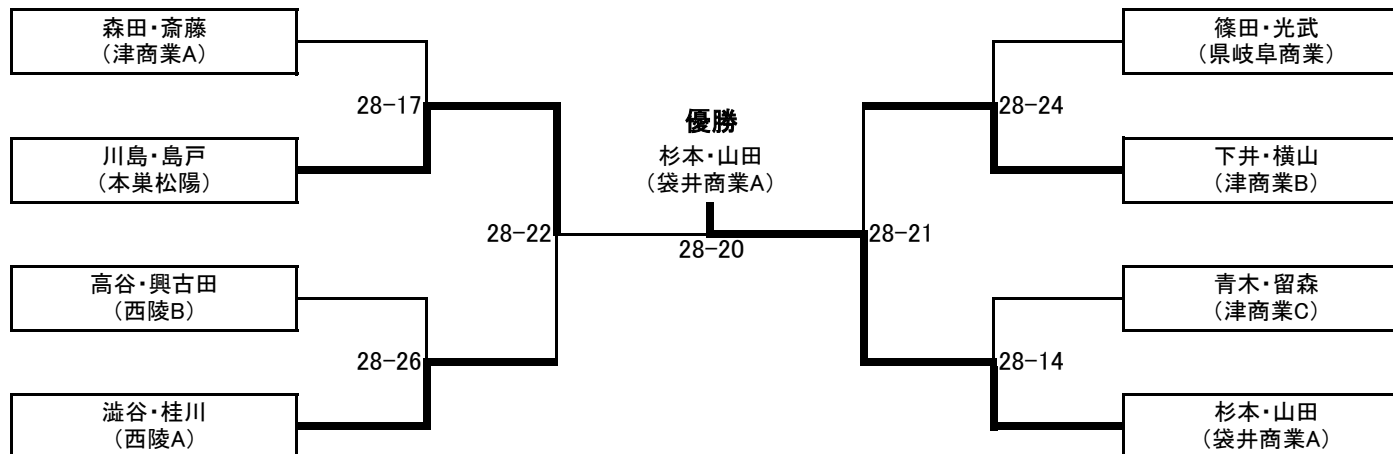 森田・斎藤
（津商業A）
28-17
川島・島戸
（本巣松陽）
28-22
高谷・興古田
（西陵B）
28-26
澁谷・桂川
（西陵A）
優勝
杉本・山田
（袋井商業A）
28-20
篠田・光武
（県岐阜商業）
28-24
下井・横山
（津商業B）
28-21
青木・留森
（津商業C）
28-14
杉本・山田
（袋井商業A）